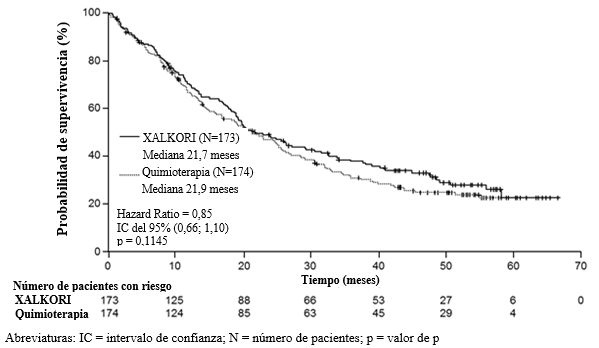 Probabilidad de supervivencia (%)
100
80
60
40
20
0
XALKORI (N=173)
Mediana 21,7 meses
Quimioterapia (N=174)
Mediana 21,9 meses
Hazard Ratio = 0,85
IC del 95% (0,66; 1,10)
p = 0,1145
0 10 20 30 40 50 60 70
Tiempo (meses)
Número de pacientes con riesgo
XALKORI 173 125 88 66 53 27 6 0
Quimioterapia 174 124 85 63 45 29 4
Abreviaturas: IC = intervalo de confianza; N = número de pacientes; p = valor de p